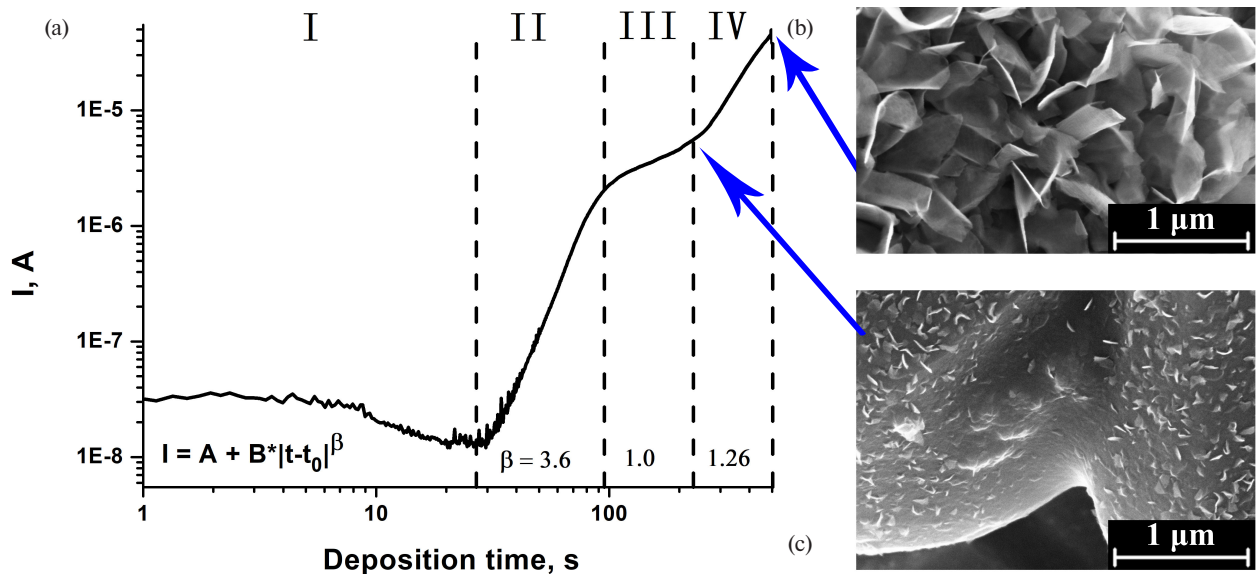 (a)
I
II
III
IV
(b)
1E-5
1E-6
1E-7
1E-8
I, A
I = A + B*|t-t₀|^β
β = 3.6
1.0
1.26
1
10
100
Deposition time, s
1 µm
(c)
1 µm